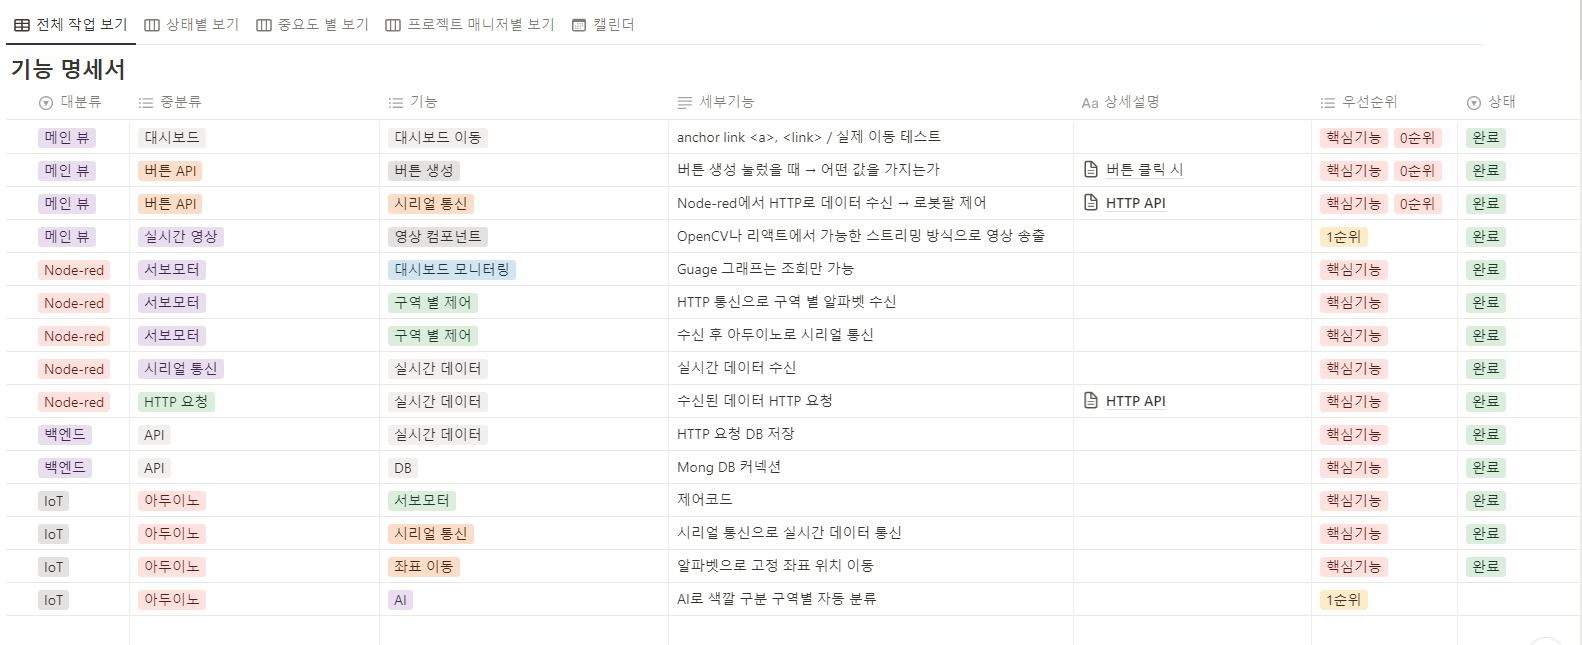 전체 작업 보기 상태별 보기 중요도 별 보기 프로젝트 매니저별 보기 캘린더
기능 명세서
대분류 중분류 기능 세부기능 Aa 상세설명 우선순위 상태
메인 뷰 대시보드 대시보드 이동 anchor link <a>, <link> / 실제 이동 테스트 핵심기능 0순위 완료
메인 뷰 버튼 API 버튼 생성 버튼 생성 눌렀을 때 → 어떤 값을 가지는가 버튼 클릭 시 핵심기능 0순위 완료
메인 뷰 버튼 API 시리얼 통신 Node-red에서 HTTP로 데이터 수신 → 로봇팔 제어 HTTP API 핵심기능 0순위 완료
메인 뷰 실시간 영상 영상 컴포넌트 OpenCV나 리액트에서 가능한 스트리밍 방식으로 영상 송출 1순위 완료
Node-red 서보모터 대시보드 모니터링 Guage 그래프는 조회만 가능 핵심기능 완료
Node-red 서보모터 구역 별 제어 HTTP 통신으로 구역 별 알파벳 수신 핵심기능 완료
Node-red 서보모터 구역 별 제어 수신 후 아두이노로 시리얼 통신 핵심기능 완료
Node-red 시리얼 통신 실시간 데이터 실시간 데이터 수신 핵심기능 완료
Node-red HTTP 요청 실시간 데이터 수신된 데이터 HTTP 요청 HTTP API 핵심기능 완료
백엔드 API 실시간 데이터 HTTP 요청 DB 저장 핵심기능 완료
백엔드 API DB Mong DB 커넥션 핵심기능 완료
IoT 아두이노 서보모터 제어코드 핵심기능 완료
IoT 아두이노 시리얼 통신 시리얼 통신으로 실시간 데이터 통신 핵심기능 완료
IoT 아두이노 좌표 이동 알파벳으로 고정 좌표 위치 이동 핵심기능 완료
IoT 아두이노 AI AI로 색깔 구분 구역별 자동 분류 1순위